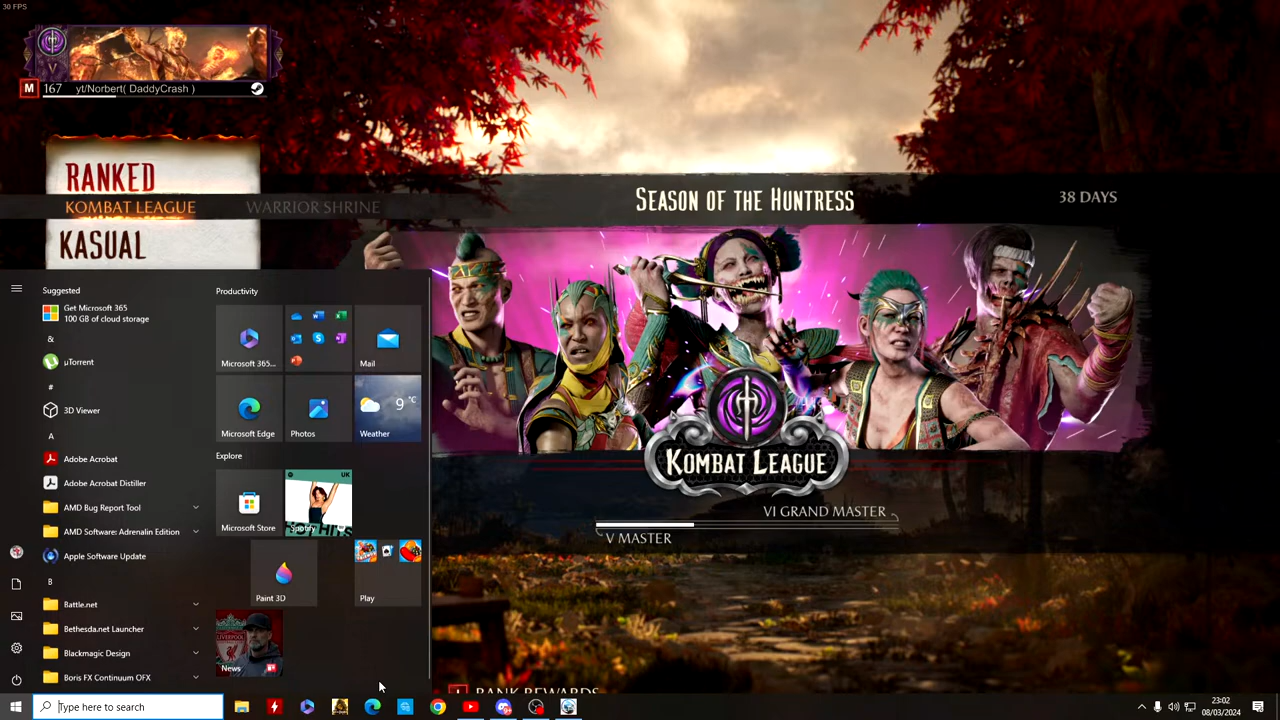 30 FPS
M 167 yt/Norbert( DaddyCrash )
RANKED
KOMBAT LEAGUE
WARRIOR SHRINE
KASUAL
SEASON OF THE HUNTRESS
38 DAYS
KOMBAT LEAGUE
VI GRAND MASTER
V MASTER
RANK REWARDS
Suggested
Get Microsoft 365
100 GB of cloud storage
&
µTorrent
#
3D Viewer
A
Adobe Acrobat
Adobe Acrobat Distiller
AMD Bug Report Tool
AMD Software: Adrenalin Edition
Apple Software Update
B
Battle.net
Bethesda.net Launcher
Blackmagic Design
Boris FX Continuum OFX
Productivity
Microsoft 365...
Mail
Microsoft Edge
Photos
9 °C
Weather
Explore
Microsoft Store
UK
Spotify
Paint 3D
Play
LIVERPOOL
News
Type here to search
23:02
08/03/2024